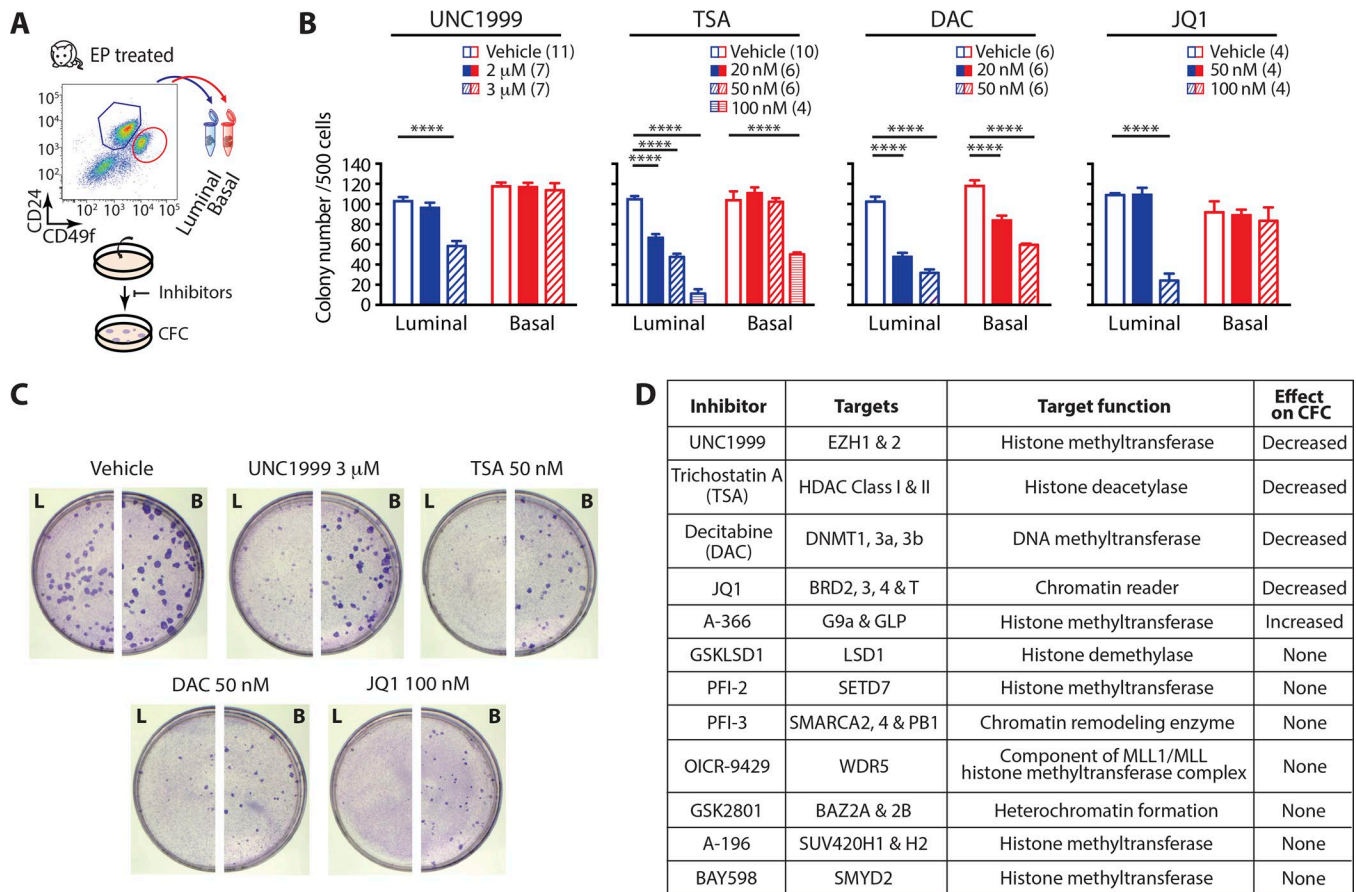 A
EP treated
10⁵
10⁴
10³
10²
10² 10³ 10⁴ 10⁵
CD24
CD49f
Luminal
Basal
Inhibitors
CFC
B
UNC1999
Vehicle (11)
2 μM (7)
3 μM (7)
TSA
Vehicle (10)
20 nM (6)
50 nM (6)
100 nM (4)
DAC
Vehicle (6)
20 nM (6)
50 nM (6)
JQ1
Vehicle (4)
50 nM (4)
100 nM (4)
Colony number /500 cells
140
120
100
80
60
40
20
0
****
Luminal Basal
****
****
****
****
Luminal Basal
****
****
****
****
Luminal Basal
****
Luminal Basal
C
Vehicle
L B
UNC1999 3 μM
L B
TSA 50 nM
L B
DAC 50 nM
L B
JQ1 100 nM
L B
D
Inhibitor Targets Target function Effect on CFC
UNC1999 EZH1 & 2 Histone methyltransferase Decreased
Trichostatin A (TSA) HDAC Class I & II Histone deacetylase Decreased
Decitabine (DAC) DNMT1, 3a, 3b DNA methyltransferase Decreased
JQ1 BRD2, 3, 4 & T Chromatin reader Decreased
A-366 G9a & GLP Histone methyltransferase Increased
GSKLSD1 LSD1 Histone demethylase None
PFI-2 SETD7 Histone methyltransferase None
PFI-3 SMARCA2, 4 & PB1 Chromatin remodeling enzyme None
OICR-9429 WDR5 Component of MLL1/MLL histone methyltransferase complex None
GSK2801 BAZ2A & 2B Heterochromatin formation None
A-196 SUV420H1 & H2 Histone methyltransferase None
BAY598 SMYD2 Histone methyltransferase None